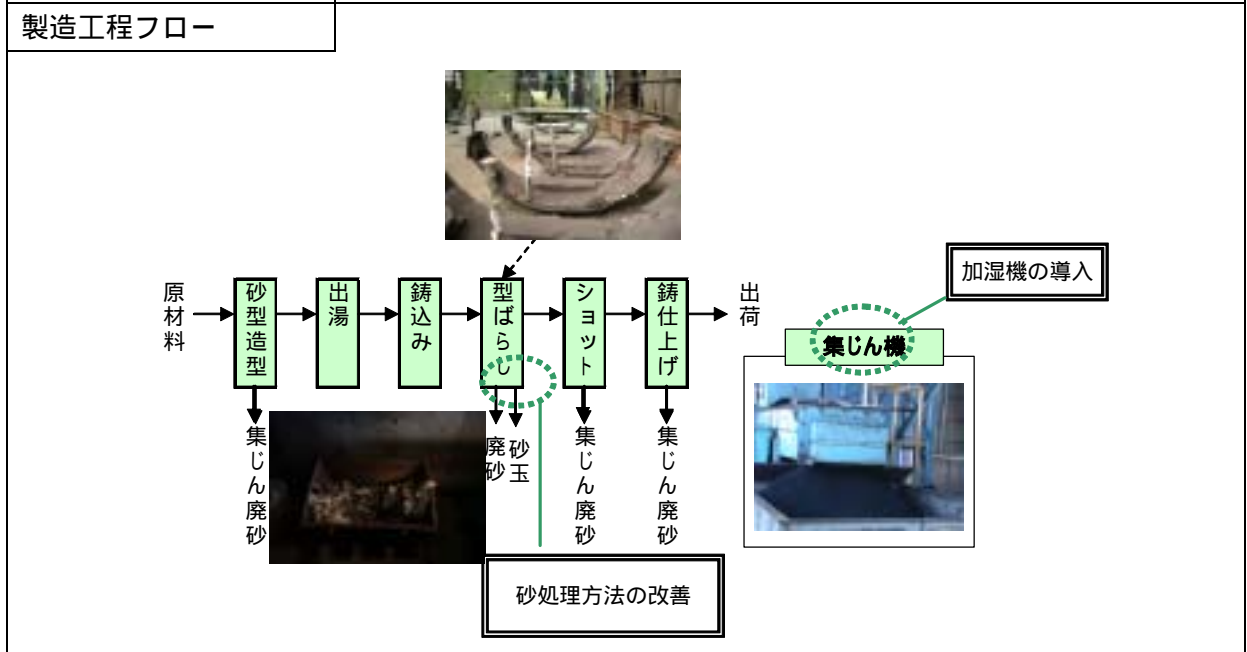 製造工程フロー
加湿機の導入
原材料
砂型造型
出湯
鋳込み
型ばらし
ショット
鋳仕上げ
出荷
集じん機
集じん廃砂
廃砂
砂玉
集じん廃砂
集じん廃砂
砂処理方法の改善